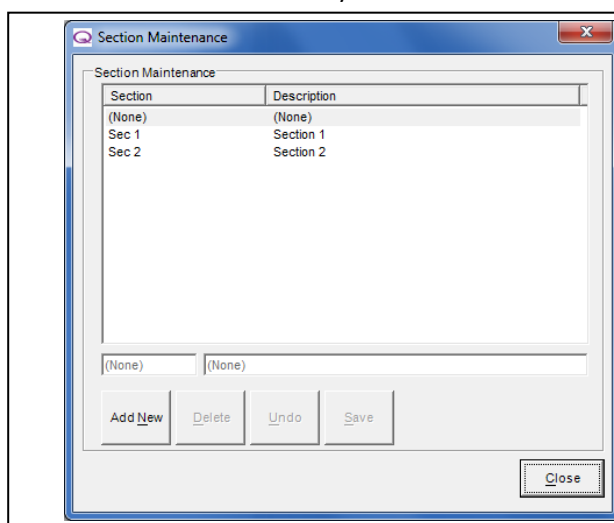 Section Maintenance
Section Maintenance
Section Description
(None) (None)
Sec 1 Section 1
Sec 2 Section 2
(None) (None)
Add New Delete Undo Save
Close